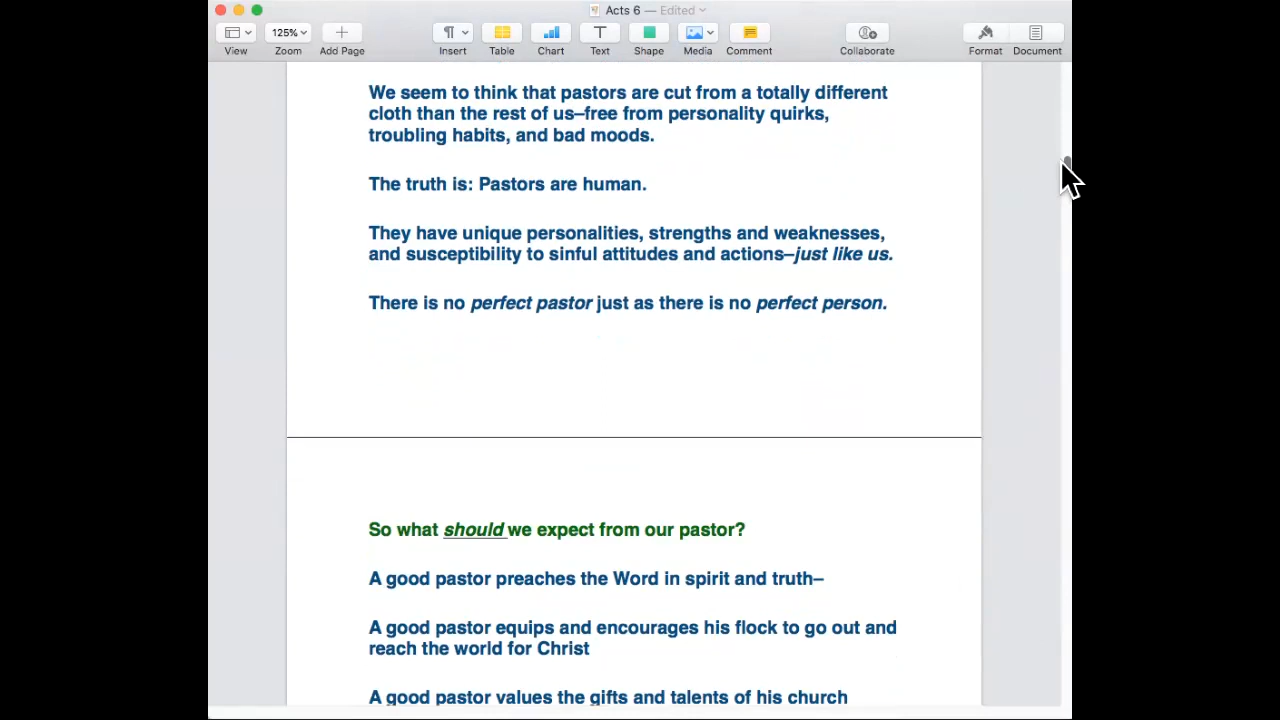 Acts 6 — Edited
125%
View
Zoom
Add Page
Insert
Table
Chart
Text
Shape
Media
Comment
Collaborate
Format
Document
We seem to think that pastors are cut from a totally different
cloth than the rest of us–free from personality quirks,
troubling habits, and bad moods.
The truth is: Pastors are human.
They have unique personalities, strengths and weaknesses,
and susceptibility to sinful attitudes and actions–just like us.
There is no perfect pastor just as there is no perfect person.
So what should we expect from our pastor?
A good pastor preaches the Word in spirit and truth–
A good pastor equips and encourages his flock to go out and
reach the world for Christ
A good pastor values the gifts and talents of his church